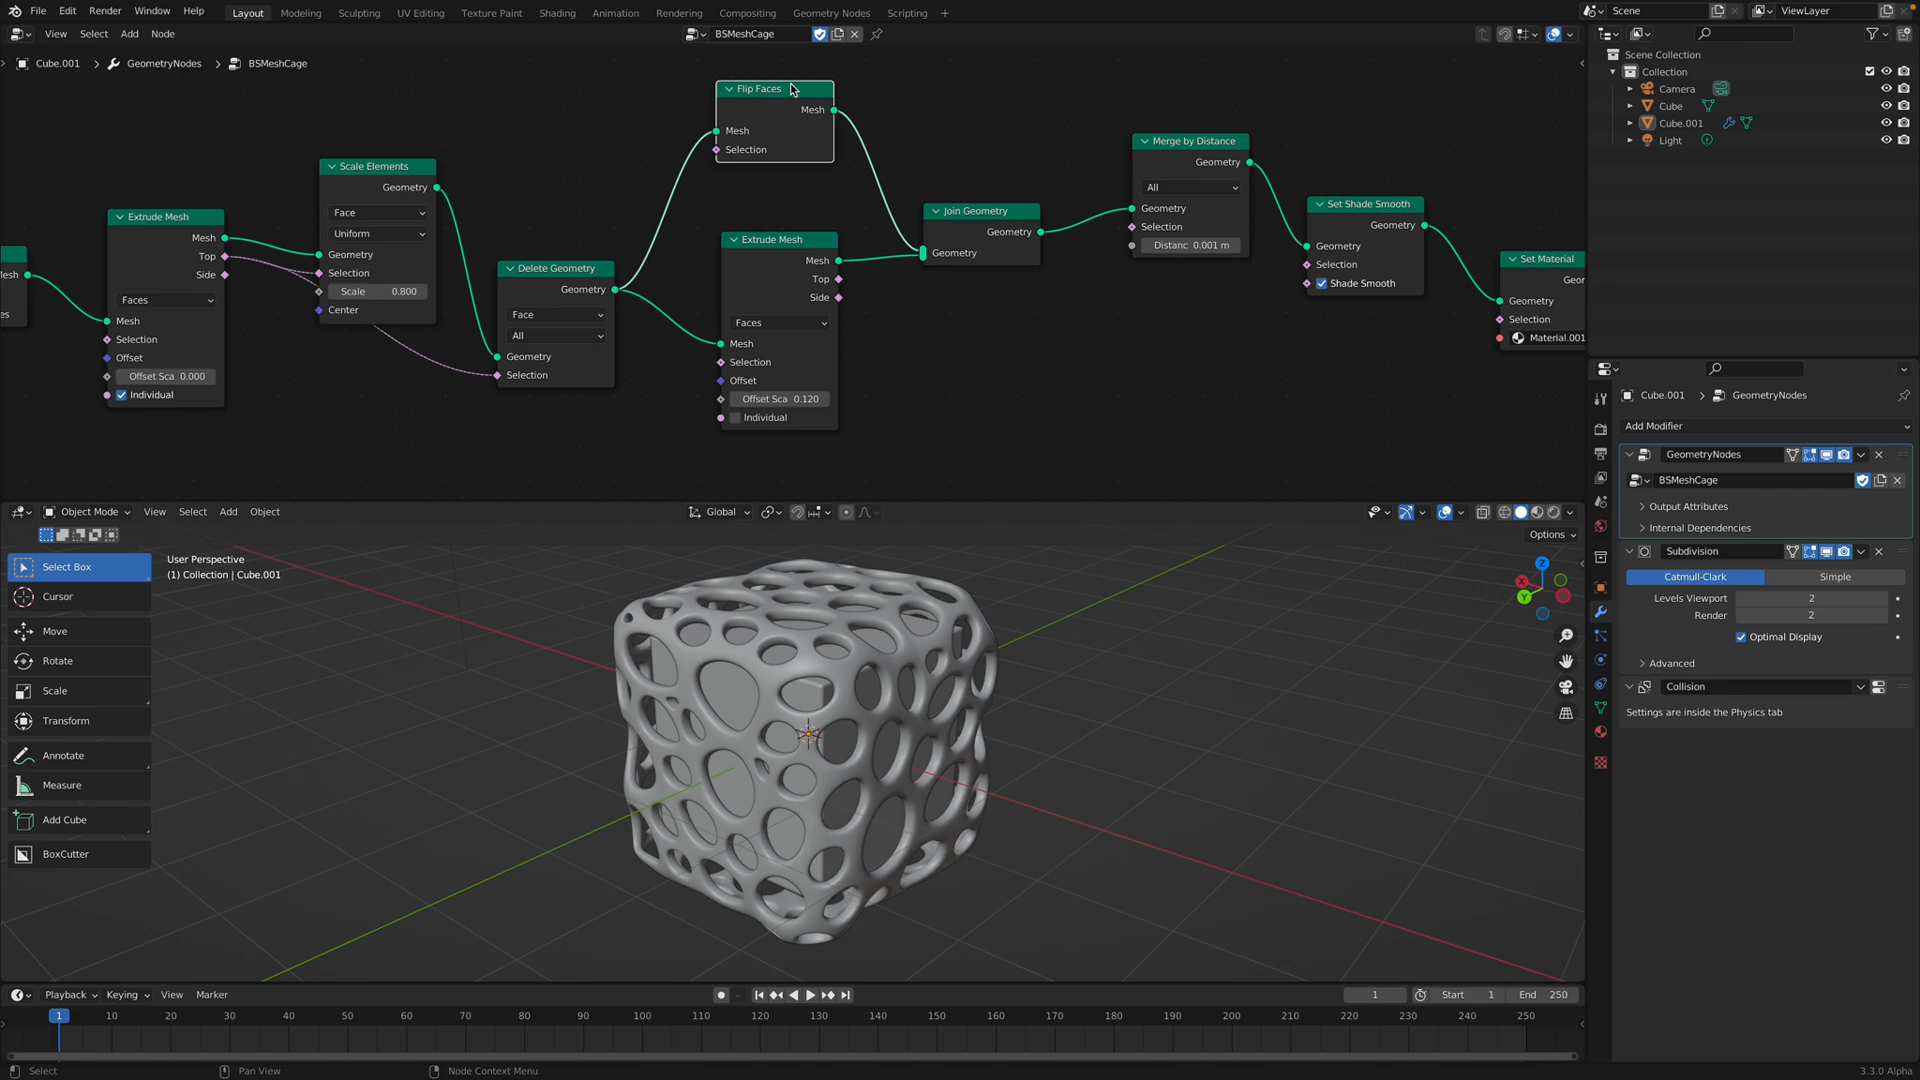 File Edit Render Window Help Layout Modeling Sculpting UV Editing Texture Paint Shading Animation Rendering Compositing Geometry Nodes Scripting + Scene ViewLayer
View Select Add Node BSMeshCage
Cube.001 > GeometryNodes > BSMeshCage
Scene Collection
Collection
Camera
Cube
Cube.001
Light
Flip Faces
Mesh
Mesh
Selection
Merge by Distance
Geometry
All
Geometry
Selection
Distanc 0.001 m
Scale Elements
Geometry
Face
Uniform
Geometry
Selection
Scale 0.800
Center
Set Shade Smooth
Geometry
Geometry
Selection
Shade Smooth
Join Geometry
Geometry
Geometry
Extrude Mesh
Mesh
Top
Side
Faces
Mesh
Selection
Offset
Offset Sca 0.000
Individual
Extrude Mesh
Mesh
Top
Side
Faces
Mesh
Selection
Offset
Offset Sca 0.120
Individual
Delete Geometry
Geometry
Face
All
Geometry
Selection
Set Material
Geor
Geometry
Selection
Material.001
Cube.001 > GeometryNodes
Add Modifier
GeometryNodes
BSMeshCage
Output Attributes
Internal Dependencies
Subdivision
Catmull-Clark Simple
Levels Viewport 2
Render 2
Optimal Display
Advanced
Collision
Settings are inside the Physics tab
Object Mode View Select Add Object Global
Options
User Perspective
(1) Collection | Cube.001
Z
X
Y
Select Box
Cursor
Move
Rotate
Scale
Transform
Annotate
Measure
Add Cube
BoxCutter
Playback Keying View Marker 1 Start 1 End 250
1 10 20 30 40 50 60 70 80 90 100 110 120 130 140 150 160 170 180 190 200 210 220 230 240 250
Select Pan View Node Context Menu 3.3.0 Alpha